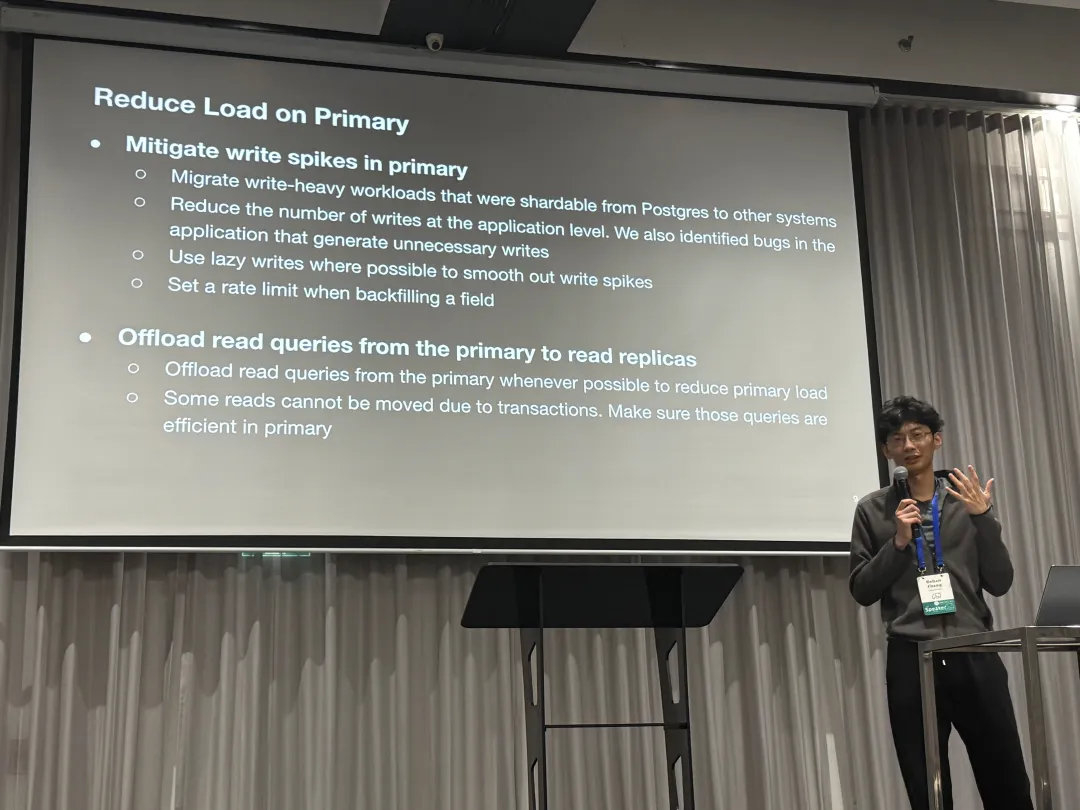 Reduce Load on Primary
● Mitigate write spikes in primary
○ Migrate write-heavy workloads that were shardable from Postgres to other systems
○ Reduce the number of writes at the application level. We also identified bugs in the
application that generate unnecessary writes
○ Use lazy writes where possible to smooth out write spikes
○ Set a rate limit when backfilling a field
● Offload read queries from the primary to read replicas
○ Offload read queries from the primary whenever possible to reduce primary load
○ Some reads cannot be moved due to transactions. Make sure those queries are
efficient in primary
Speaker